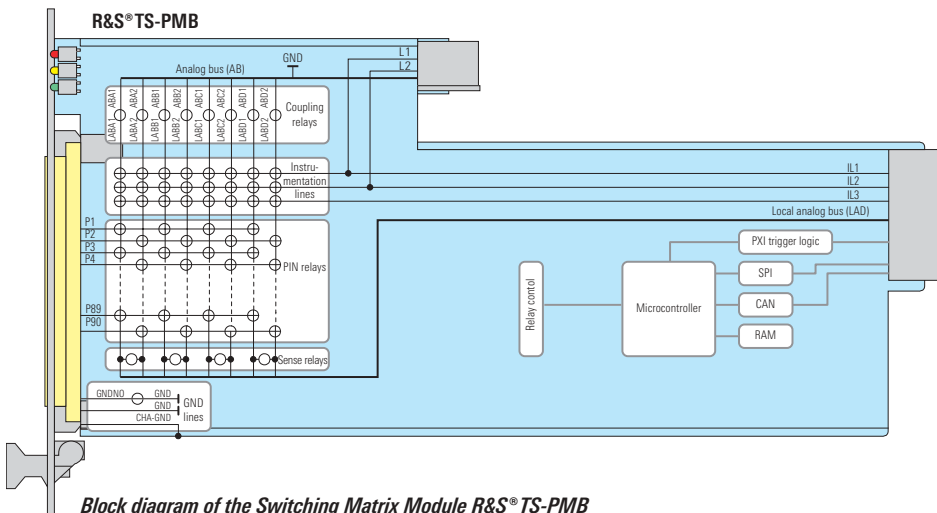 R&S®TS-PMB
L1
GND
L2
Analog bus (AB)
ABA1 ABA2 ABB1 ABB2 ABC1 ABC2 ABD1 ABD2
Coupling
relays
LABA1 LABA2 LABB1 LABB2 LABC1 LABC2 LABD1 LABD2
Instru-
mentation
lines
IL1
IL2
IL3
Local analog bus (LAD)
P1
P2
P3
P4
PIN relays
P89
P90
Sense relays
GNDNO GND
GND
CHA-GND
GND
lines
Relay contol
Microcontroller
PXI trigger logic
SPI
CAN
RAM
Block diagram of the Switching Matrix Module R&S®TS-PMB